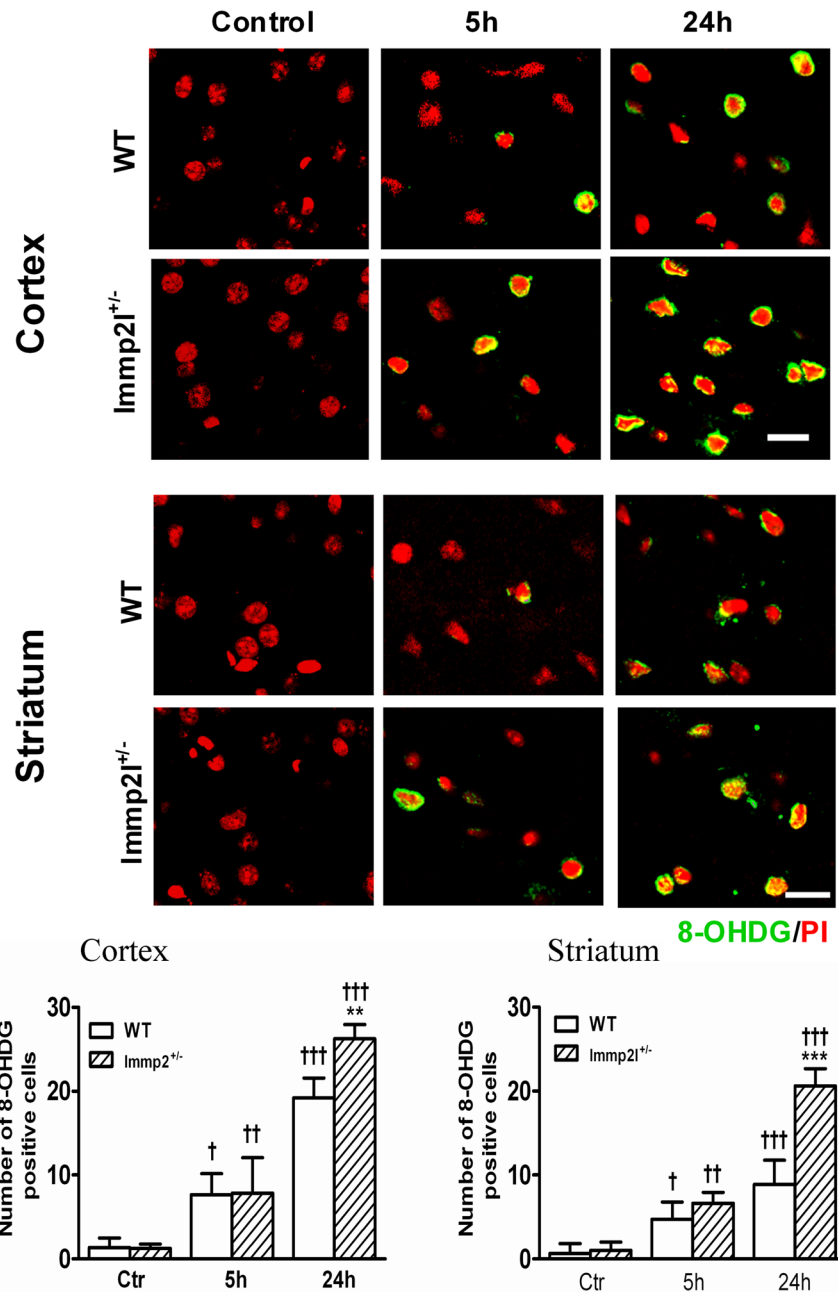 Control 5h 24h
Cortex
WT
Immp2l+/-
Striatum
WT
Immp2l+/-
8-OHDG/PI
Cortex
Number of 8-OHDG
positive cells
30
20
10
0
WT
Immp2+/-
†
††
†††
†††
**
Ctr 5h 24h
Striatum
Number of 8-OHDG
positive cells
30
20
10
0
WT
Immp2l+/-
†
††
†††
†††
***
Ctr 5h 24h